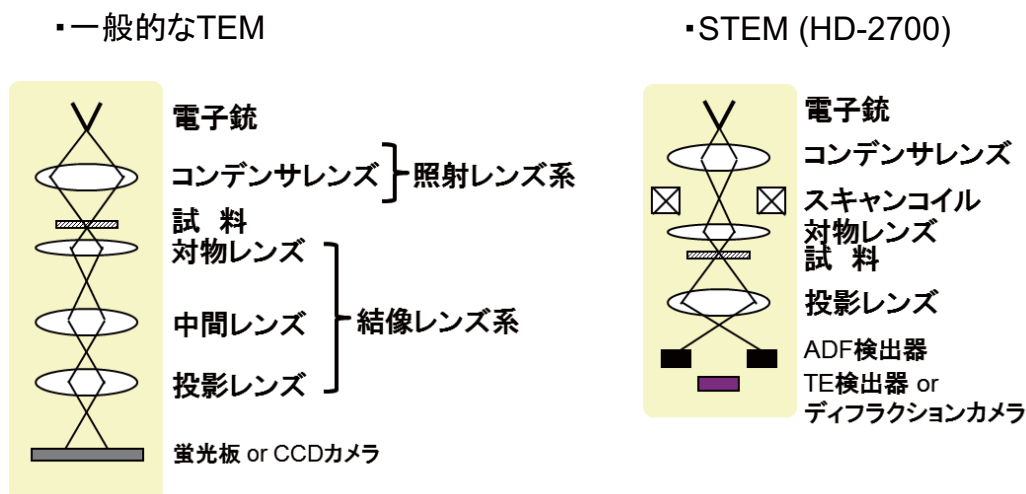 ▪一般的なTEM
電子銃
コンデンサレンズ
照射レンズ系
試 料
対物レンズ
中間レンズ
結像レンズ系
投影レンズ
蛍光板 or CCDカメラ
▪STEM (HD-2700)
電子銃
コンデンサレンズ
スキャンコイル
対物レンズ
試 料
投影レンズ
ADF検出器
TE検出器 or
ディフラクションカメラ